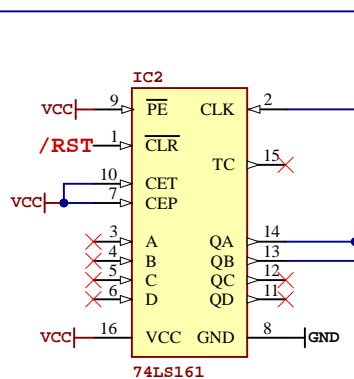 IC2
VCC 9 PE CLK 2
/RST 1 CLR
TC 15
10 CET
VCC 7 CEP
3 A QA 14
4 B QB 13
5 C QC 12
6 D QD 11
VCC 16 VCC GND 8 GND
74LS161